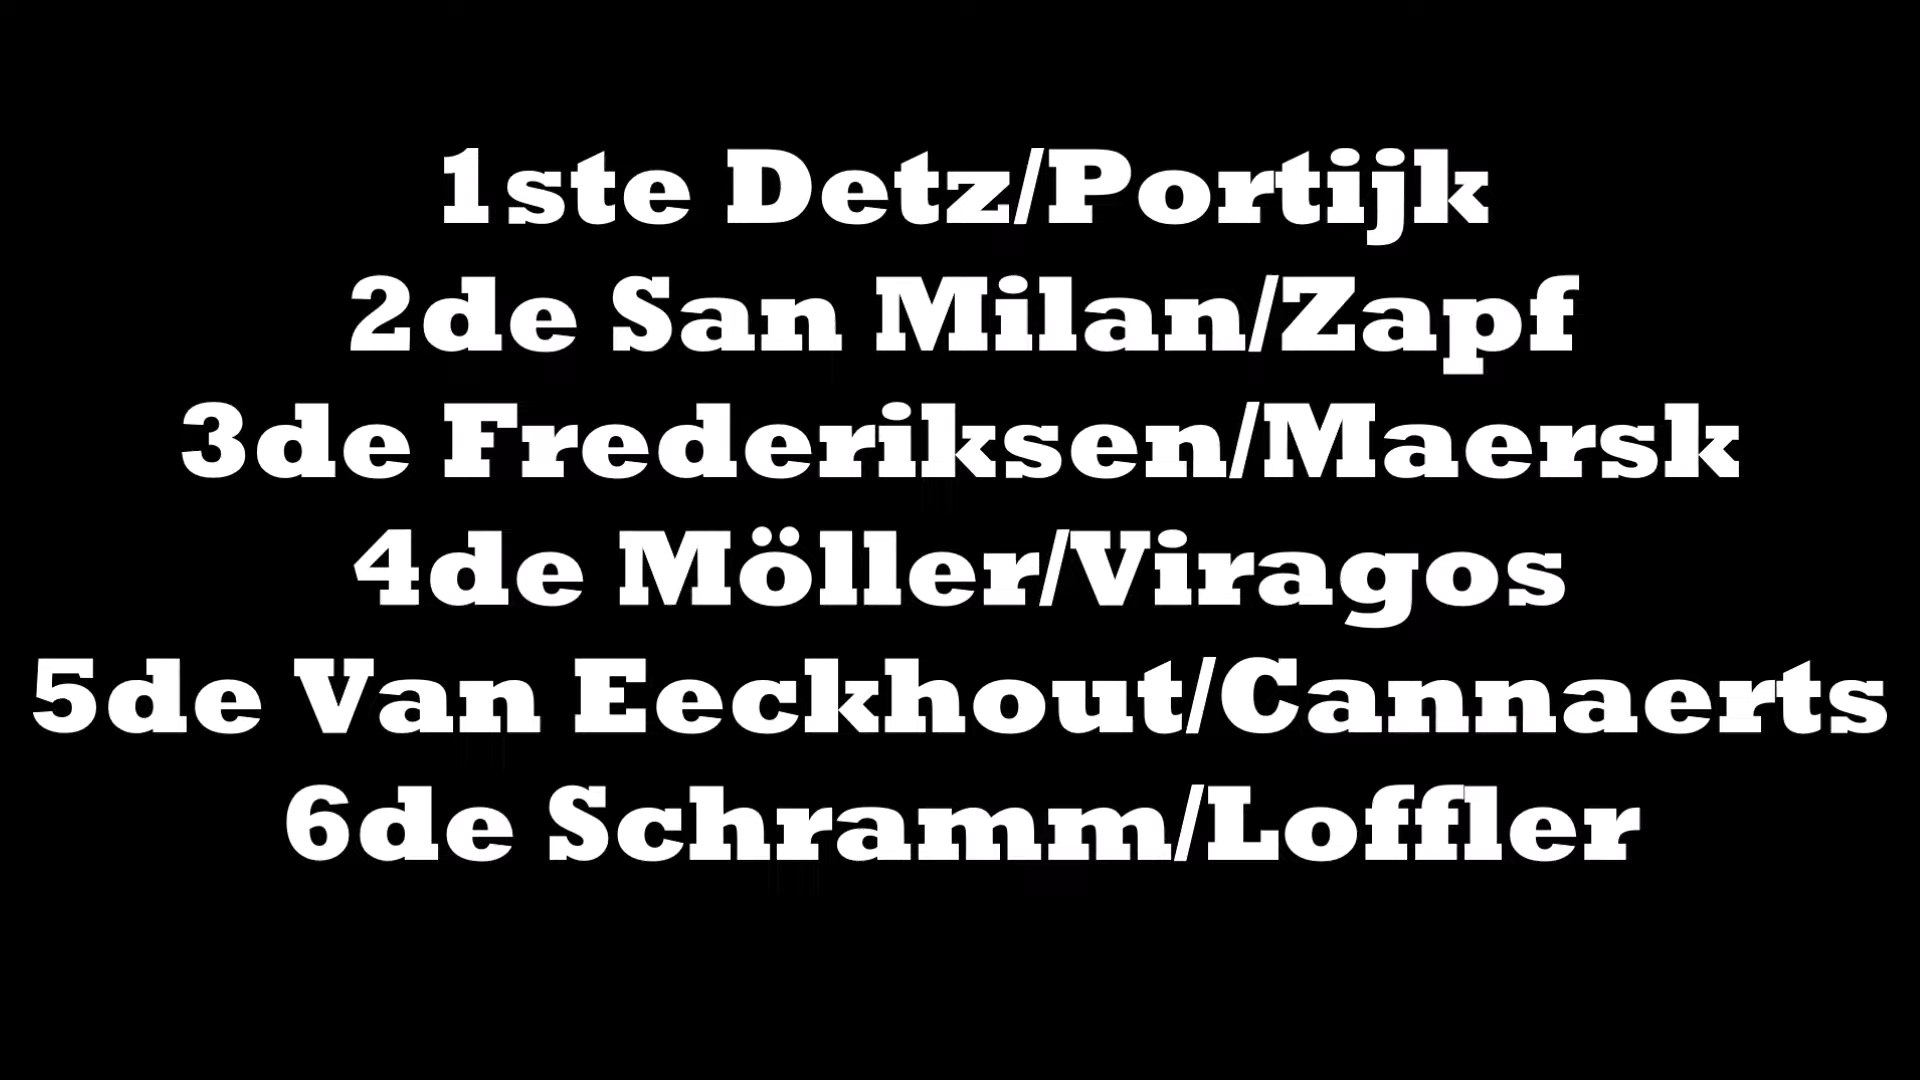 1ste Detz/Portijk
2de San Milan/Zapf
3de Frederiksen/Maersk
4de Möller/Viragos
5de Van Eeckhout/Cannaerts
6de Schramm/Loffler